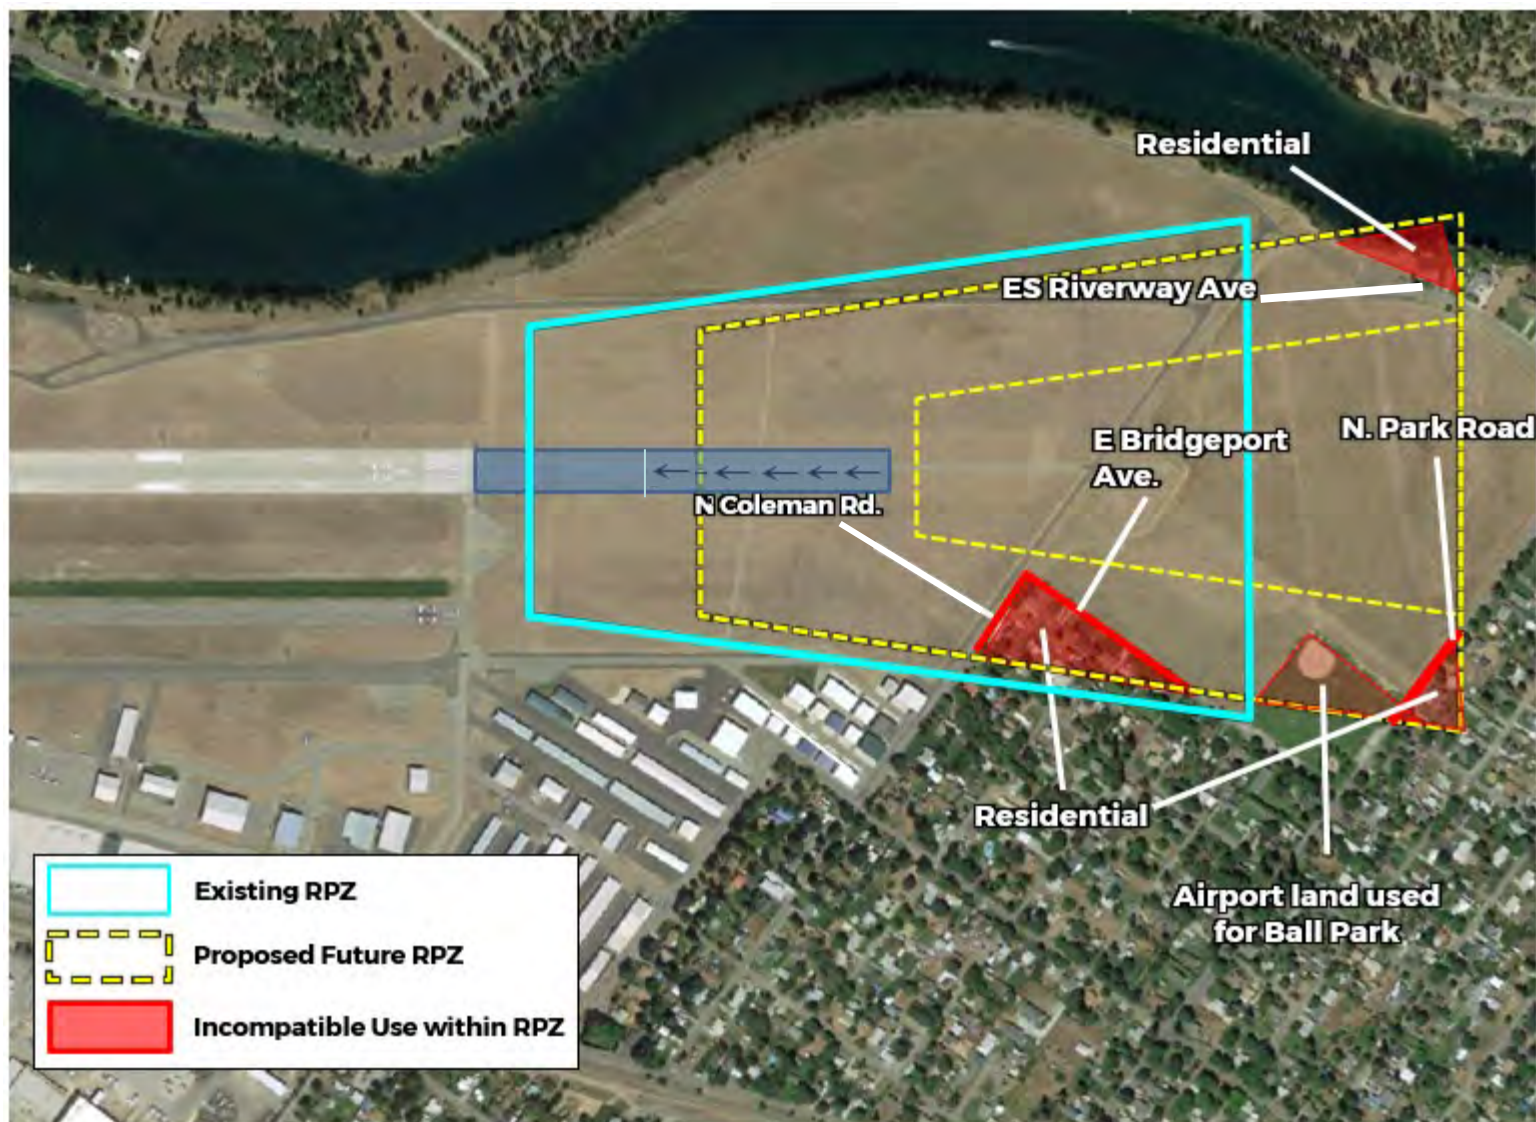 Residential
ES Riverway Ave
N. Park Road
E Bridgeport
Ave.
N Coleman Rd.
Residential
Airport land used
for Ball Park
Existing RPZ
Proposed Future RPZ
Incompatible Use within RPZ